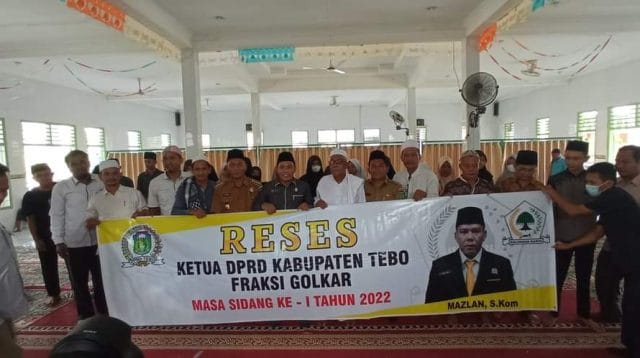 RESES
KETUA DPRD KABUPATEN TEBO
FRAKSI GOLKAR
MASA SIDANG KE - I TAHUN 2022
MAZLAN, S.Kom